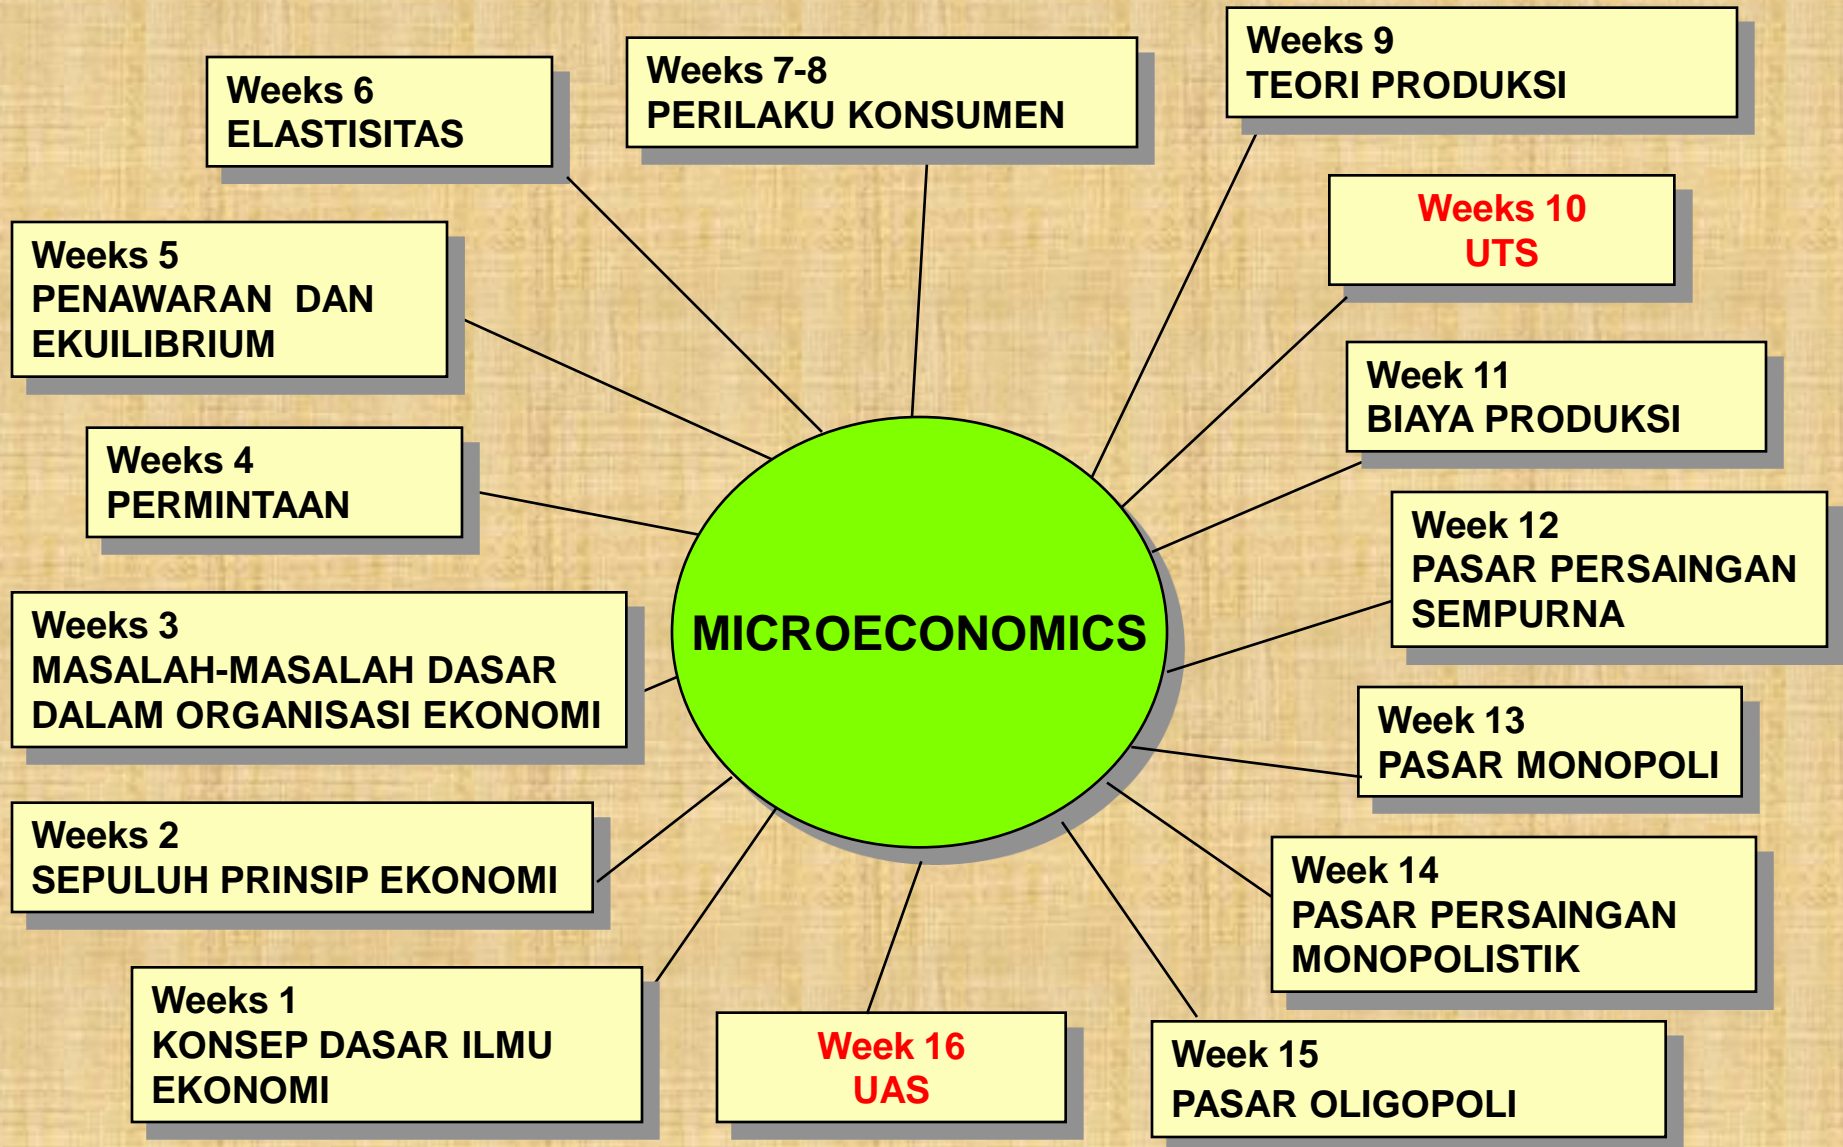 Weeks 6
ELASTISITAS
Weeks 7-8
PERILAKU KONSUMEN
Weeks 9
TEORI PRODUKSI
Weeks 5
PENAWARAN DAN
EKUILIBRIUM
Weeks 10
UTS
Week 11
BIAYA PRODUKSI
Weeks 4
PERMINTAAN
Week 12
PASAR PERSAINGAN
SEMPURNA
MICROECONOMICS
Weeks 3
MASALAH-MASALAH DASAR
DALAM ORGANISASI EKONOMI
Week 13
PASAR MONOPOLI
Weeks 2
SEPULUH PRINSIP EKONOMI
Week 14
PASAR PERSAINGAN
MONOPOLISTIK
Weeks 1
KONSEP DASAR ILMU
EKONOMI
Week 16
UAS
Week 15
PASAR OLIGOPOLI